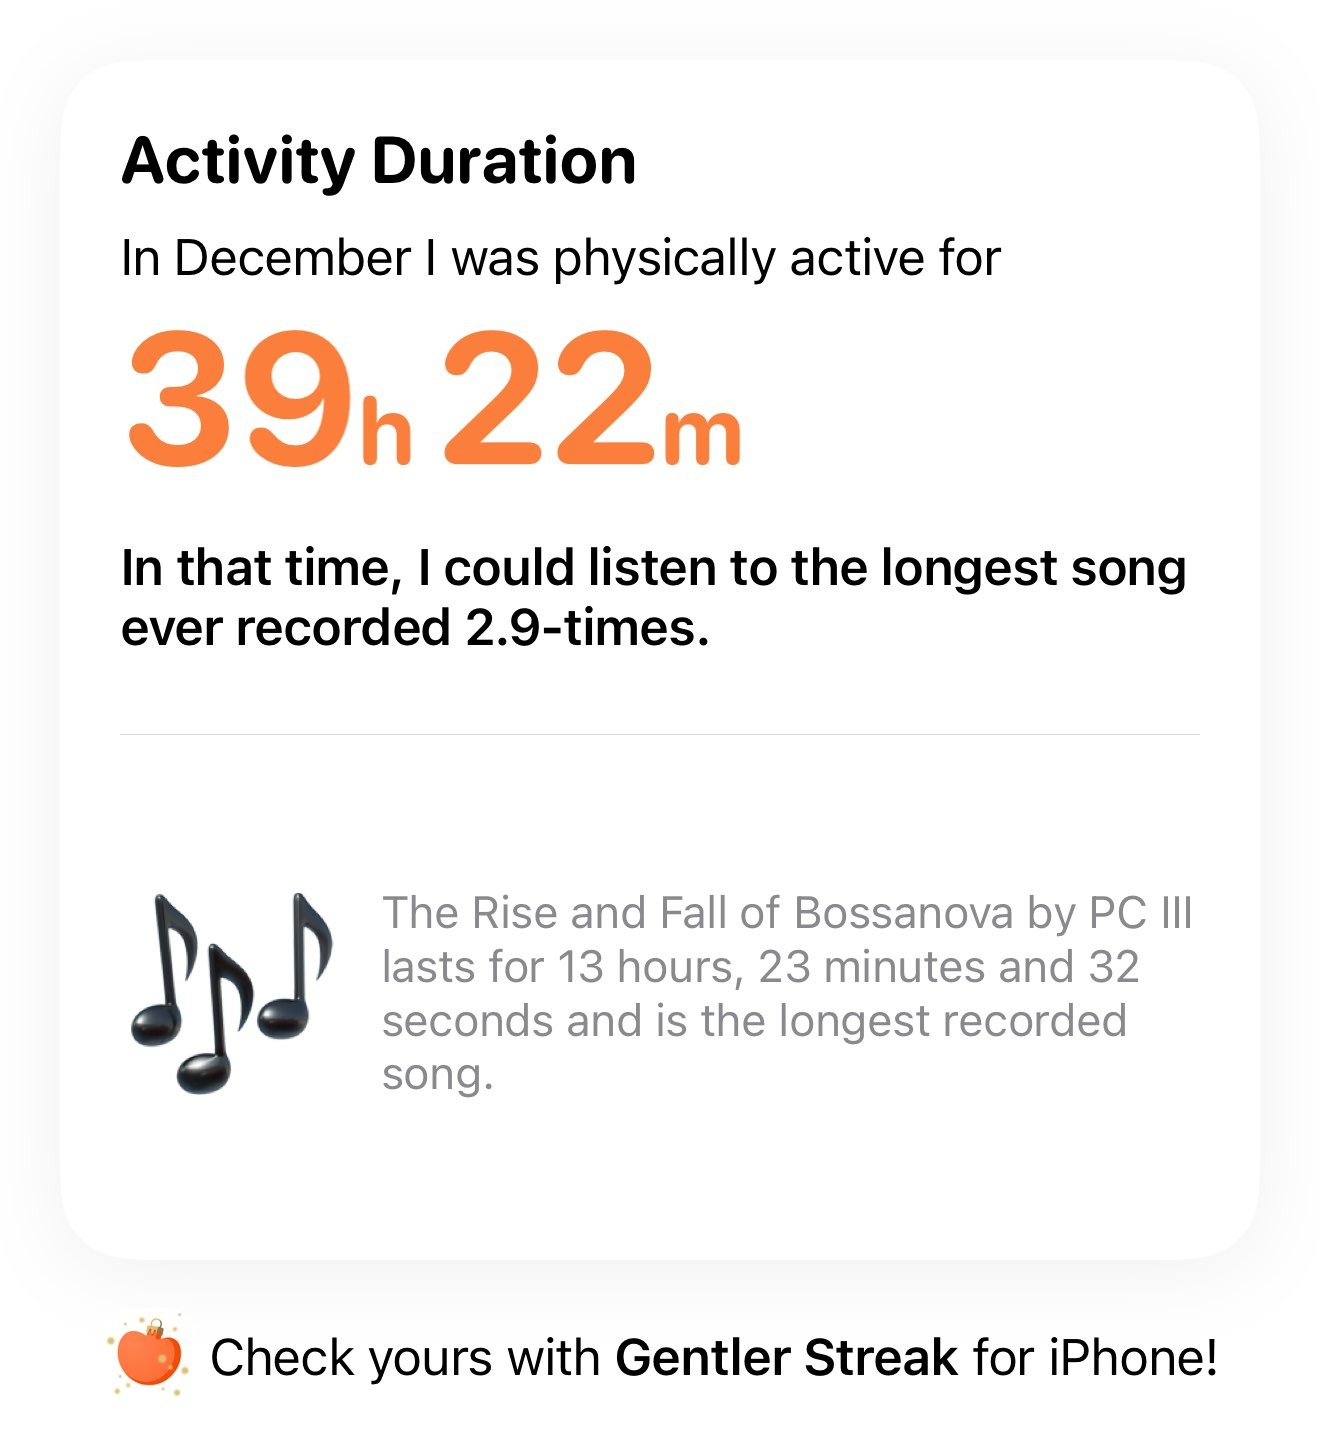 Activity Duration
In December I was physically active for
39h 22m
In that time, I could listen to the longest song
ever recorded 2.9-times.
The Rise and Fall of Bossanova by PC III
lasts for 13 hours, 23 minutes and 32
seconds and is the longest recorded
song.
Check yours with Gentler Streak for iPhone!